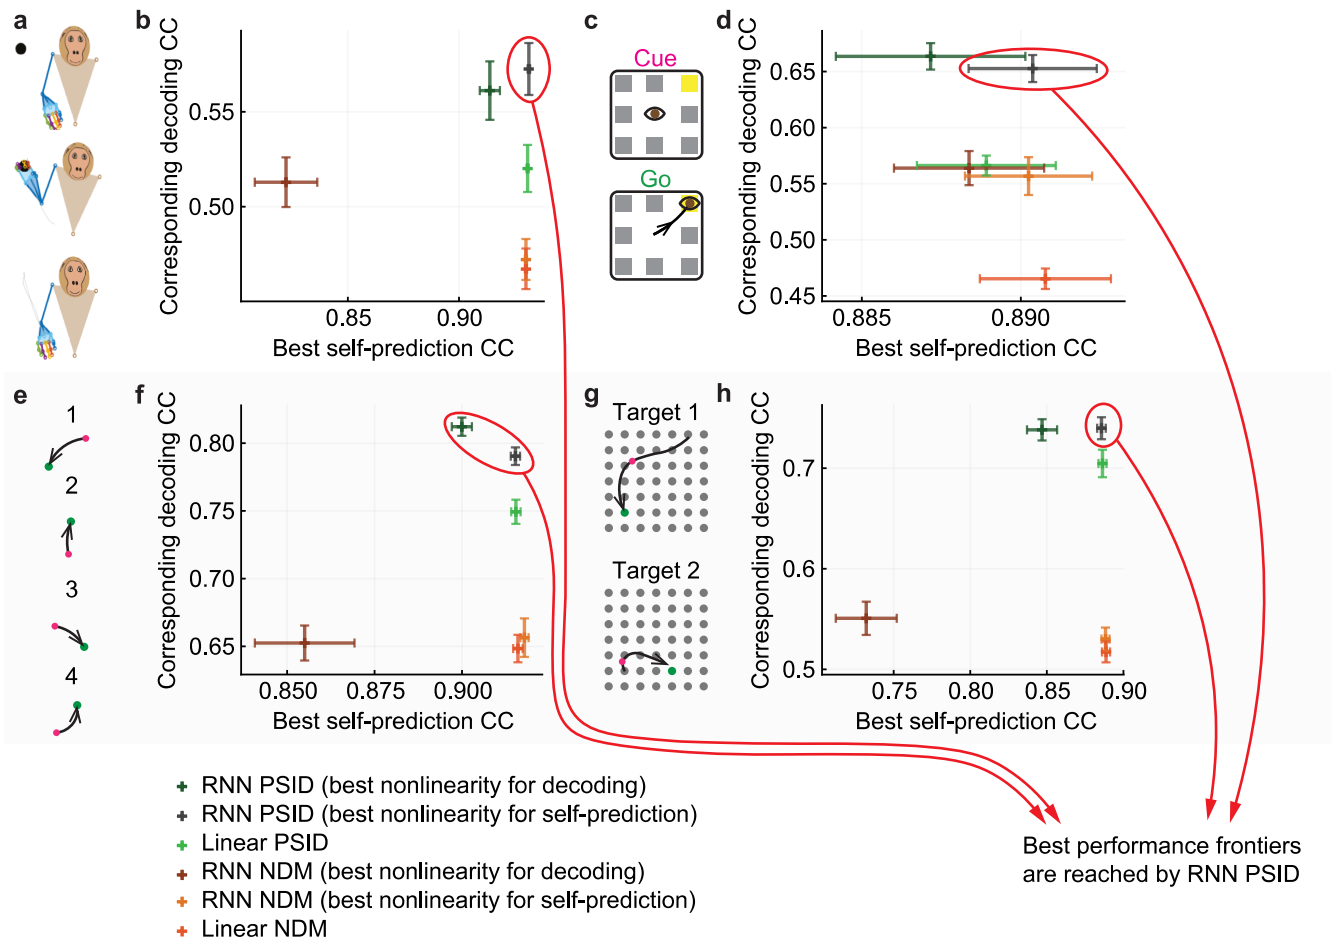 a
b
Corresponding decoding CC
0.55
0.50
0.85
0.90
Best self-prediction CC
c
Cue
Go
d
Corresponding decoding CC
0.65
0.60
0.55
0.50
0.45
0.885
0.890
Best self-prediction CC
e
1
2
3
4
f
Corresponding decoding CC
0.80
0.75
0.70
0.65
0.850
0.875
0.900
Best self-prediction CC
g
Target 1
Target 2
h
Corresponding decoding CC
0.7
0.6
0.5
0.75
0.80
0.85
0.90
Best self-prediction CC
RNN PSID (best nonlinearity for decoding)
RNN PSID (best nonlinearity for self-prediction)
Linear PSID
RNN NDM (best nonlinearity for decoding)
RNN NDM (best nonlinearity for self-prediction)
Linear NDM
Best performance frontiers
are reached by RNN PSID